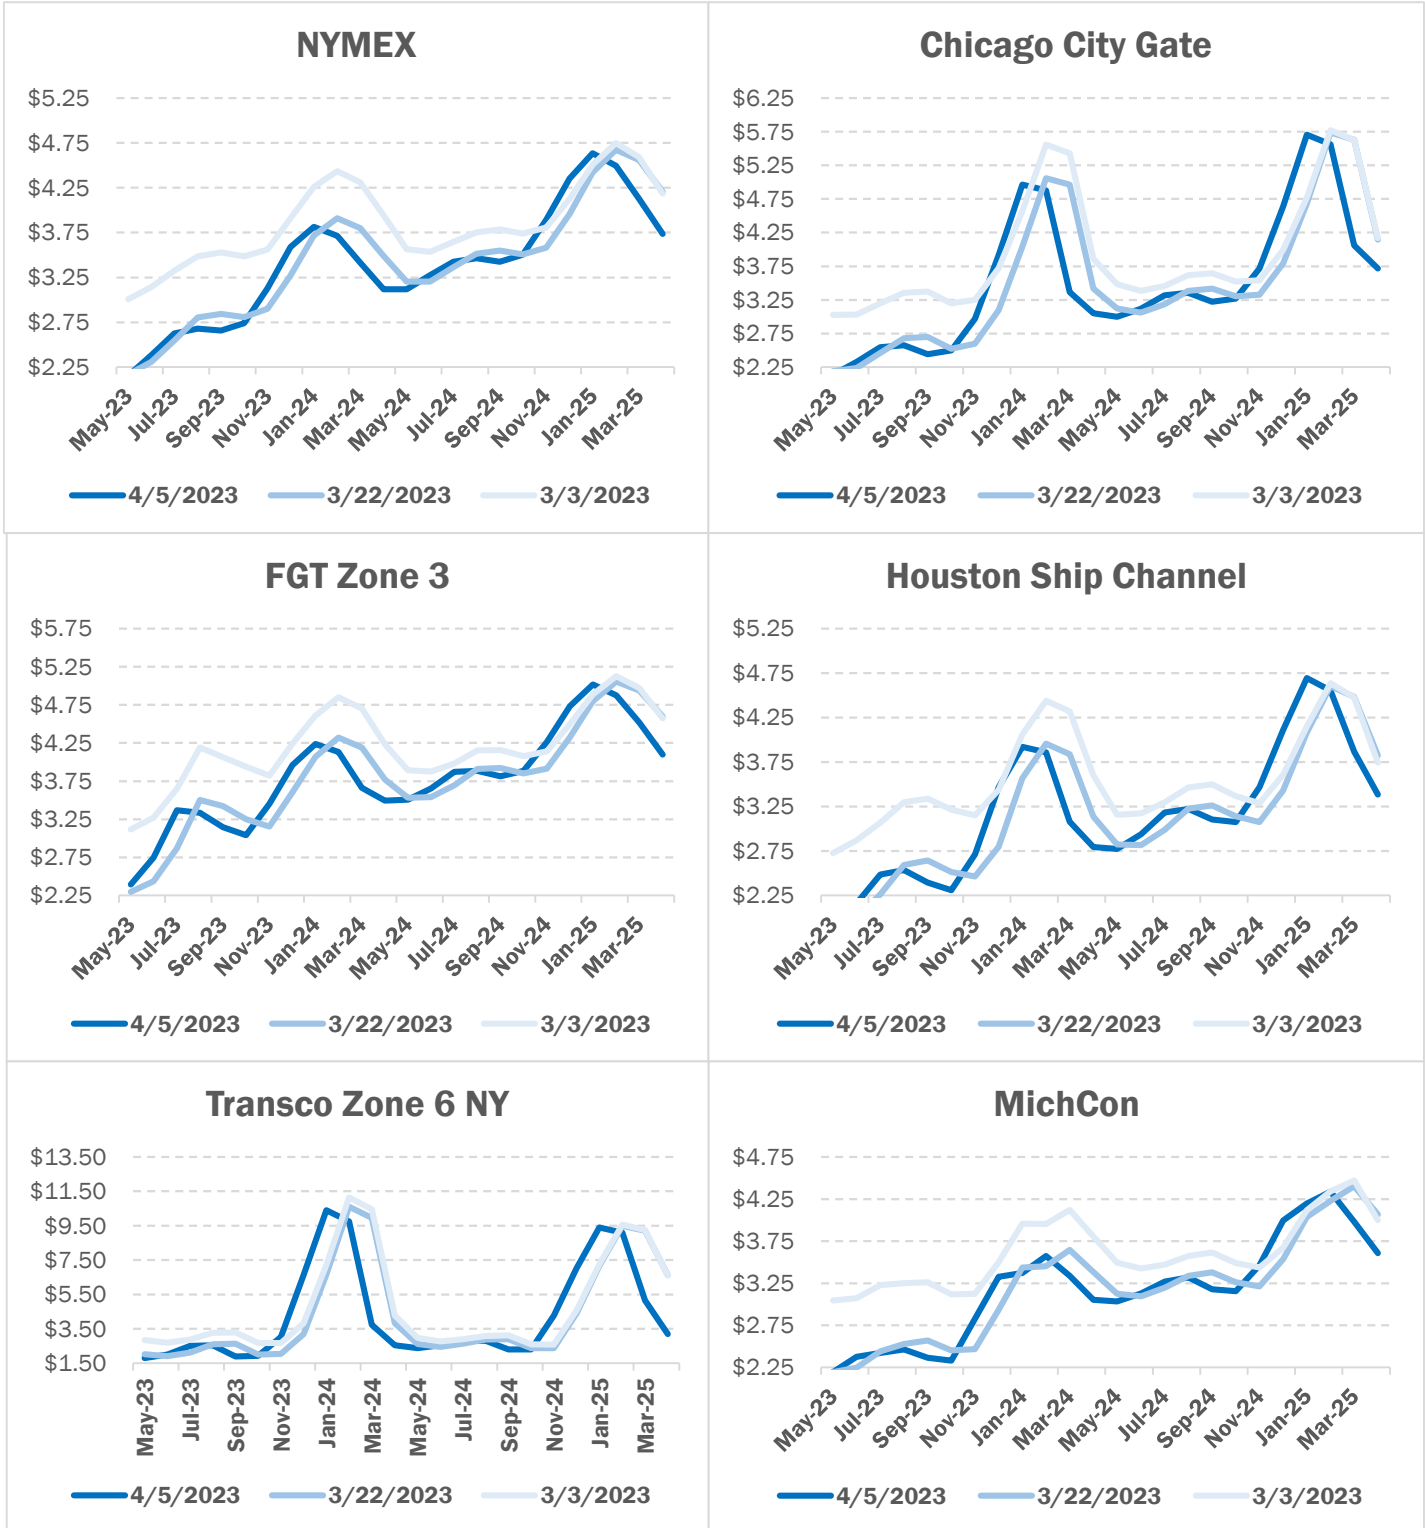 NYMEX
$5.25
$4.75
$4.25
$3.75
$3.25
$2.75
$2.25
May-23 Jul-23 Sep-23 Nov-23 Jan-24 Mar-24 May-24 Jul-24 Sep-24 Nov-24 Jan-25 Mar-25
4/5/2023 3/22/2023 3/3/2023
Chicago City Gate
$6.25
$5.75
$5.25
$4.75
$4.25
$3.75
$3.25
$2.75
$2.25
May-23 Jul-23 Sep-23 Nov-23 Jan-24 Mar-24 May-24 Jul-24 Sep-24 Nov-24 Jan-25 Mar-25
4/5/2023 3/22/2023 3/3/2023
FGT Zone 3
$5.75
$5.25
$4.75
$4.25
$3.75
$3.25
$2.75
$2.25
May-23 Jul-23 Sep-23 Nov-23 Jan-24 Mar-24 May-24 Jul-24 Sep-24 Nov-24 Jan-25 Mar-25
4/5/2023 3/22/2023 3/3/2023
Houston Ship Channel
$5.25
$4.75
$4.25
$3.75
$3.25
$2.75
$2.25
May-23 Jul-23 Sep-23 Nov-23 Jan-24 Mar-24 May-24 Jul-24 Sep-24 Nov-24 Jan-25 Mar-25
4/5/2023 3/22/2023 3/3/2023
Transco Zone 6 NY
$13.50
$11.50
$9.50
$7.50
$5.50
$3.50
$1.50
May-23 Jul-23 Sep-23 Nov-23 Jan-24 Mar-24 May-24 Jul-24 Sep-24 Nov-24 Jan-25 Mar-25
4/5/2023 3/22/2023 3/3/2023
MichCon
$4.75
$4.25
$3.75
$3.25
$2.75
$2.25
May-23 Jul-23 Sep-23 Nov-23 Jan-24 Mar-24 May-24 Jul-24 Sep-24 Nov-24 Jan-25 Mar-25
4/5/2023 3/22/2023 3/3/2023